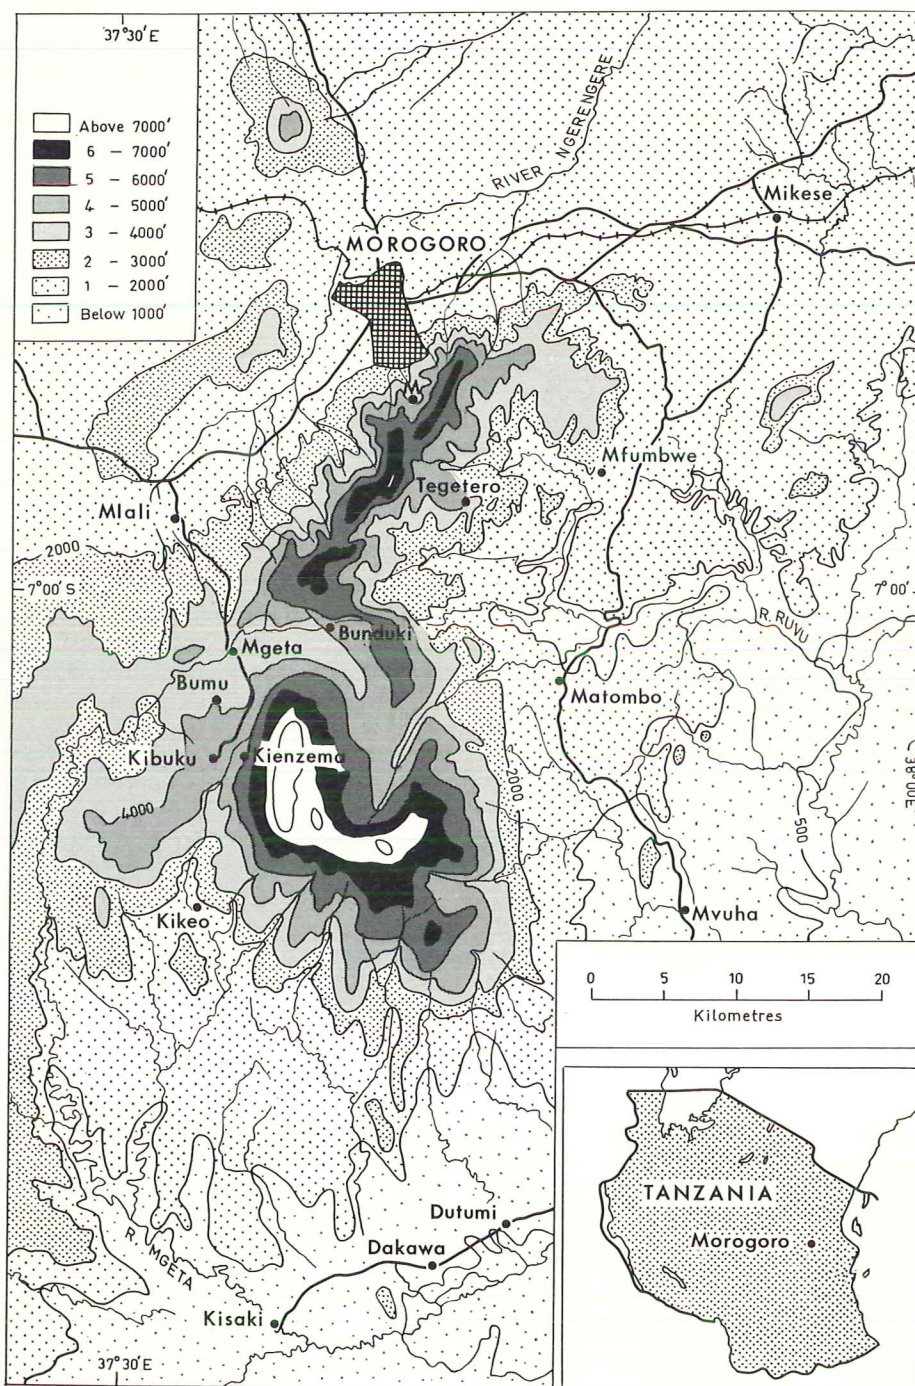 37°30′ E
Above 7000′
6 – 7000′
5 – 6000′
4 – 5000′
3 – 4000′
2 – 3000′
1 – 2000′
Below 1000′
RIVER NGERENGERE
Mikese
MOROGORO
M
Mfumbwe
Tegetero
Mlali
2000
7°00′ S
7°00′
R. RUVU
Bunduki
Mgeta
Bumu
Matombo
Kibuku
Kienzema
2000
38°00′E
4000
500
Kikeo
Mvuha
0 5 10 15 20
Kilometres
TANZANIA
Morogoro
Dutumi
Dakawa
R. MGETA
Kisaki
37°30′ E